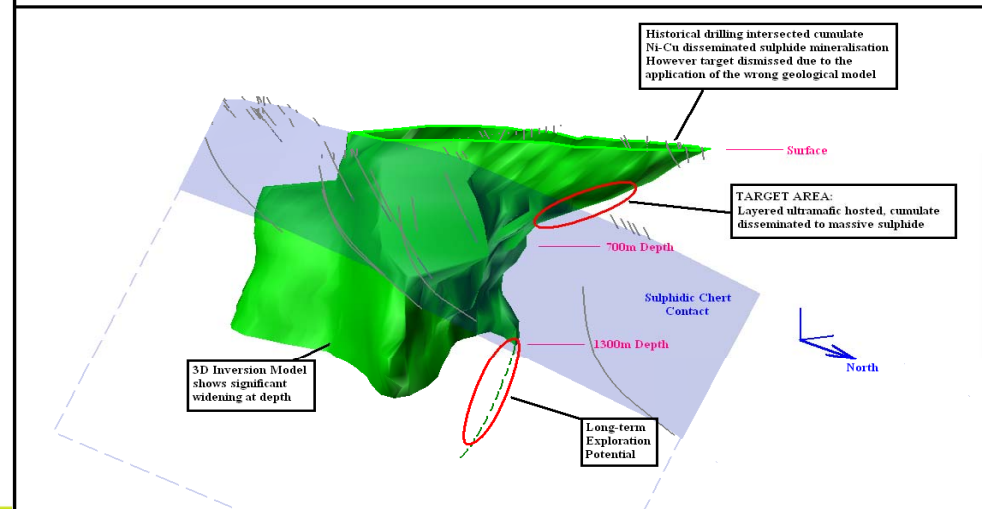 Historical drilling intersected cumulate
Ni-Cu disseminated sulphide mineralisation
However target dismissed due to the
application of the wrong geological model
Surface
TARGET AREA:
Layered ultramafic hosted, cumulate
disseminated to massive sulphide
700m Depth
Sulphidic Chert
Contact
1300m Depth
North
3D Inversion Model
shows significant
widening at depth
Long-term
Exploration
Potential